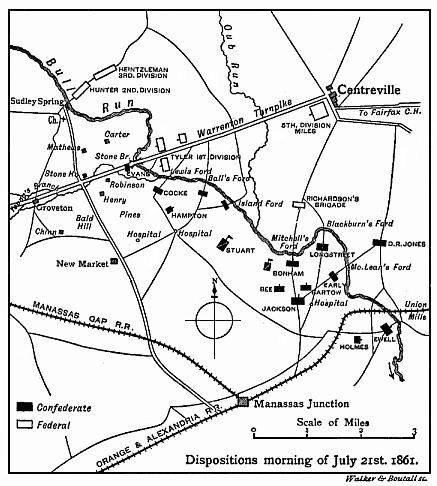 Bull Run
Cub Run
HEINTZLEMAN
3RD. DIVISION
HUNTER 2ND. DIVISION
Sudley Spring
Centreville
Ch.
Carter
Warrenton Turnpike
To Fairfax C.H.
5TH. DIVISION
MILES
Mathews
Stone Br.
TYLER 1ST. DIVISION
Stone Ho.
EVANS
Lewis Ford
Ball's Ford
Robinson
COCKE
Henry
Groveton
Island Ford
RICHARDSON'S
BRIGADE
Bald
Hill
Pines
HAMPTON
Blackburn's Ford
Chinn
Hospital
Hospital
STUART
Mitchell's
Ford
LONGSTREET
D.R. JONES
New Market
BONHAM
Mc.Lean's Ford
BEE
EARLY
BARTOW
JACKSON
Hospital
Union
Mills
MANASSAS GAP R.R.
HOLMES
EWELL
Confederate
Federal
Manassas Junction
ORANGE & ALEXANDRIA R.R.
Scale of Miles
0 1 2 3
Dispositions morning of July 21st. 1861.
Walker & Boutall sc.